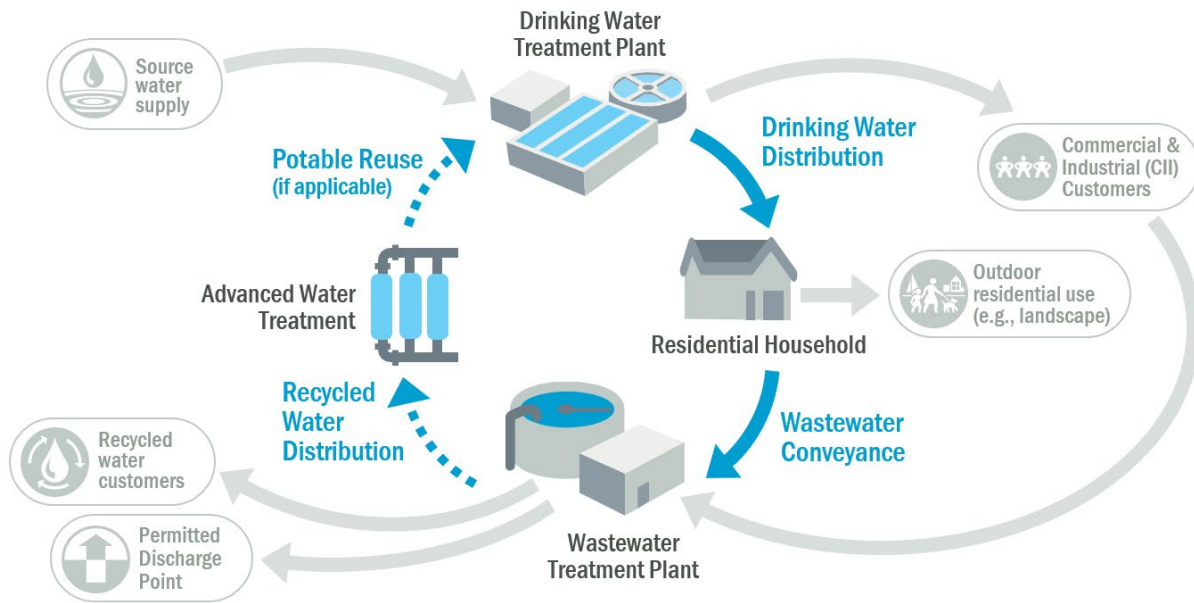 Drinking Water
Treatment Plant
Source
water
supply
Potable Reuse
(if applicable)
Drinking Water
Distribution
Commercial &
Industrial (CII)
Customers
Advanced Water
Treatment
Outdoor
residential use
(e.g., landscape)
Residential Household
Recycled
Water
Distribution
Wastewater
Conveyance
Recycled
water
customers
Permitted
Discharge
Point
Wastewater
Treatment Plant